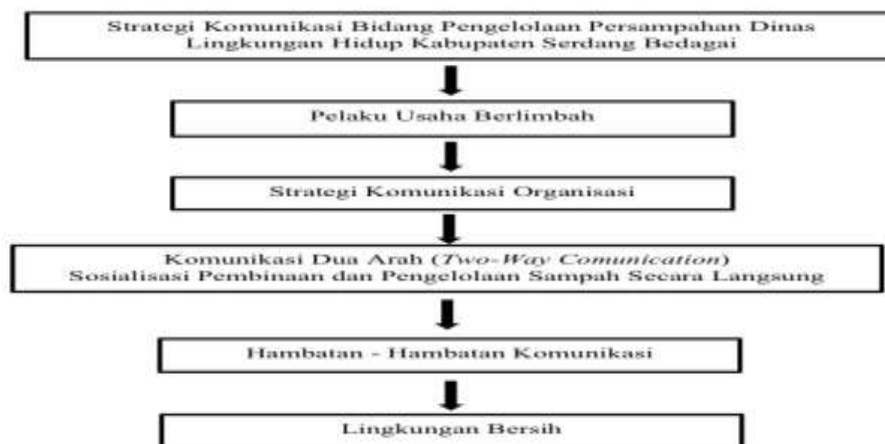 Strategi Komunikasi Bidang Pengelolaan Persampahan Dinas
Lingkungan Hidup Kabupaten Serdang Bedagai
Pelaku Usaha Berlimbah
Strategi Komunikasi Organisasi
Komunikasi Dua Arah (Two-Way Comunication)
Sosialisasi Pembinaan dan Pengelolaan Sampah Secara Langsung
Hambatan - Hambatan Komunikasi
Lingkungan Bersih